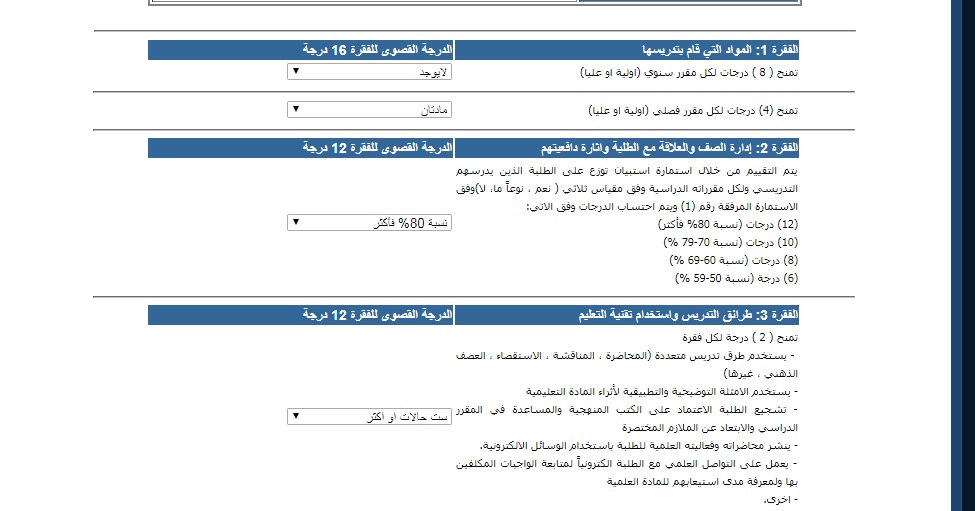 الفقرة 1: المواد التي قام بتدريسها
الدرجة القصوى للفقرة 16 درجة
تمنح ( 8 ) درجات لكل مقرر سنوي (اولية او عليا)
لايوجد
تمنح (4) درجات لكل مقرر فصلي (اولية او عليا)
مادتان
الفقرة 2: إدارة الصف والعلاقة مع الطلبة واثارة دافعيتهم
الدرجة القصوى للفقرة 12 درجة
يتم التقييم من خلال استمارة استبيان توزع على الطلبة الذين يدرسهم
التدريسي ولكل مقرراته الدراسية وفق مقياس ثلاثي ( نعم ، نوعاً ما، لا)وفق
الاستمارة المرفقة رقم (1) ويتم احتساب الدرجات وفق الاتي:
(12) درجات (نسبة 80% فأكثر)
نسبة 80% فأكثر
(10) درجات (نسبة 70-79 %)
(8) درجات (نسبة 60-69 %)
(6) درجة (نسبة 50-59 %)
الفقرة 3: طرائق التدريس واستخدام تقنية التعليم
الدرجة القصوى للفقرة 12 درجة
تمنح ( 2 ) درجة لكل فقرة
- يستخدم طرق تدريس متعددة (المحاضرة ، المناقشة ، الاستقصاء ، العصف
الذهني ، غيرها)
- يستخدم الامثلة التوضيحية والتطبيقية لأثراء المادة التعليمية
- تشجيع الطلبة الاعتماد على الكتب المنهجية والمساعدة في المقرر
ست حالات او اكثر
الدراسي والابتعاد عن الملازم المختصرة
- ينشر محاضراته وفعاليته العلمية للطلبة باستخدام الوسائل الالكترونية.
- يعمل على التواصل العلمي مع الطلبة الكترونياً لمتابعة الواجبات المكلفين
بها ولمعرفة مدى استيعابهم للمادة العلمية
- اخرى.